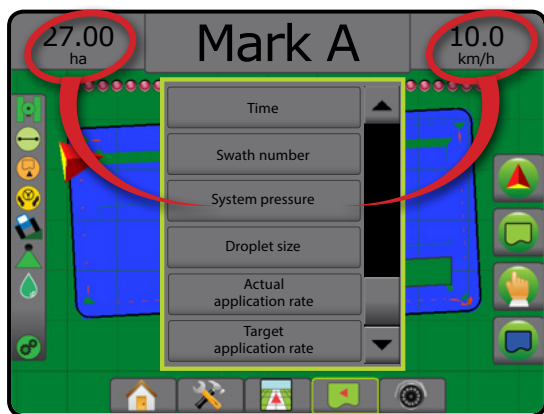 27.00
ha
Mark A
10.0
km/h
Time
Swath number
System pressure
Droplet size
Actual
application rate
Target
application rate